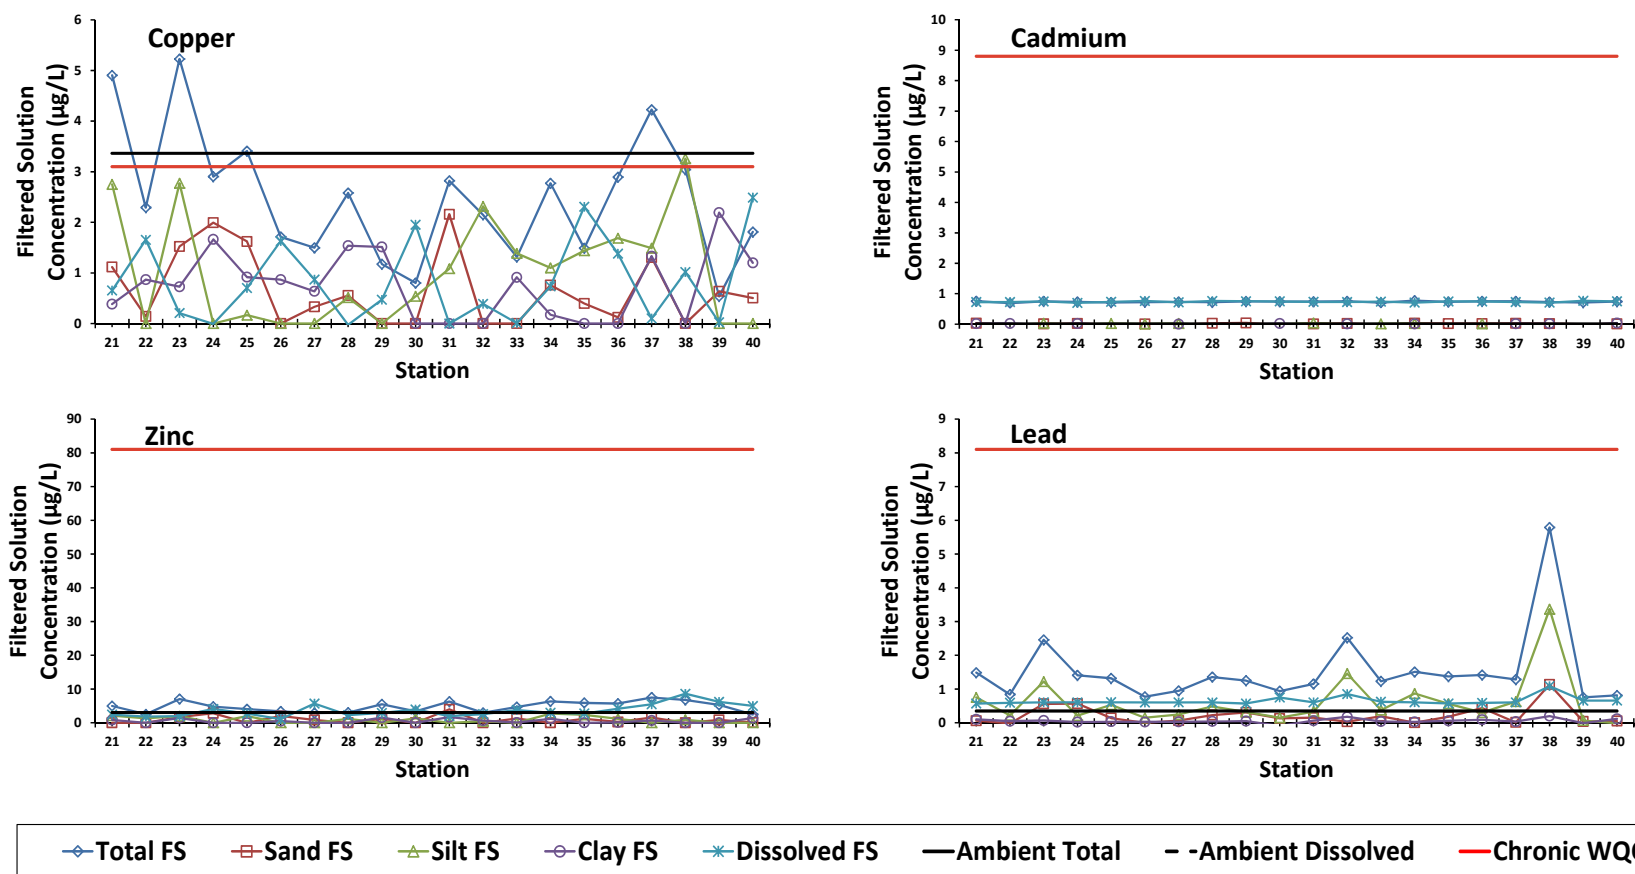 Copper
Filtered Solution
Concentration (µg/L)
6
5
4
3
2
1
0
21 22 23 24 25 26 27 28 29 30 31 32 33 34 35 36 37 38 39 40
Station
Cadmium
Filtered Solution
Concentration (µg/L)
10
9
8
7
6
5
4
3
2
1
0
21 22 23 24 25 26 27 28 29 30 31 32 33 34 35 36 37 38 39 40
Station
Zinc
Filtered Solution
Concentration (µg/L)
90
80
70
60
50
40
30
20
10
0
21 22 23 24 25 26 27 28 29 30 31 32 33 34 35 36 37 38 39 40
Station
Lead
Filtered Solution
Concentration (µg/L)
9
8
7
6
5
4
3
2
1
0
21 22 23 24 25 26 27 28 29 30 31 32 33 34 35 36 37 38 39 40
Station
Total FS Sand FS Silt FS Clay FS Dissolved FS Ambient Total Ambient Dissolved Chronic